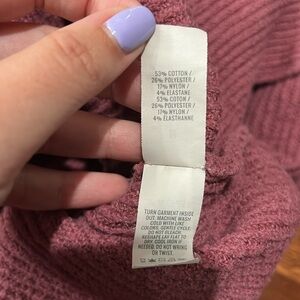 53% COTTON /
26% POLYESTER /
17% NYLON /
4% ELASTANE
53% COTON /
26% POLYESTER /
17% NYLON /
4% ELASTHANNE
TURN GARMENT INSIDE
OUT. MACHINE WASH
COLD WITH LIKE
COLORS, GENTLE CYCLE.
DO NOT BLEACH.
RESHAPE LAY FLAT TO
DRY. COOL IRON IF
NEEDED. DO NOT WRING
OR TWIST.